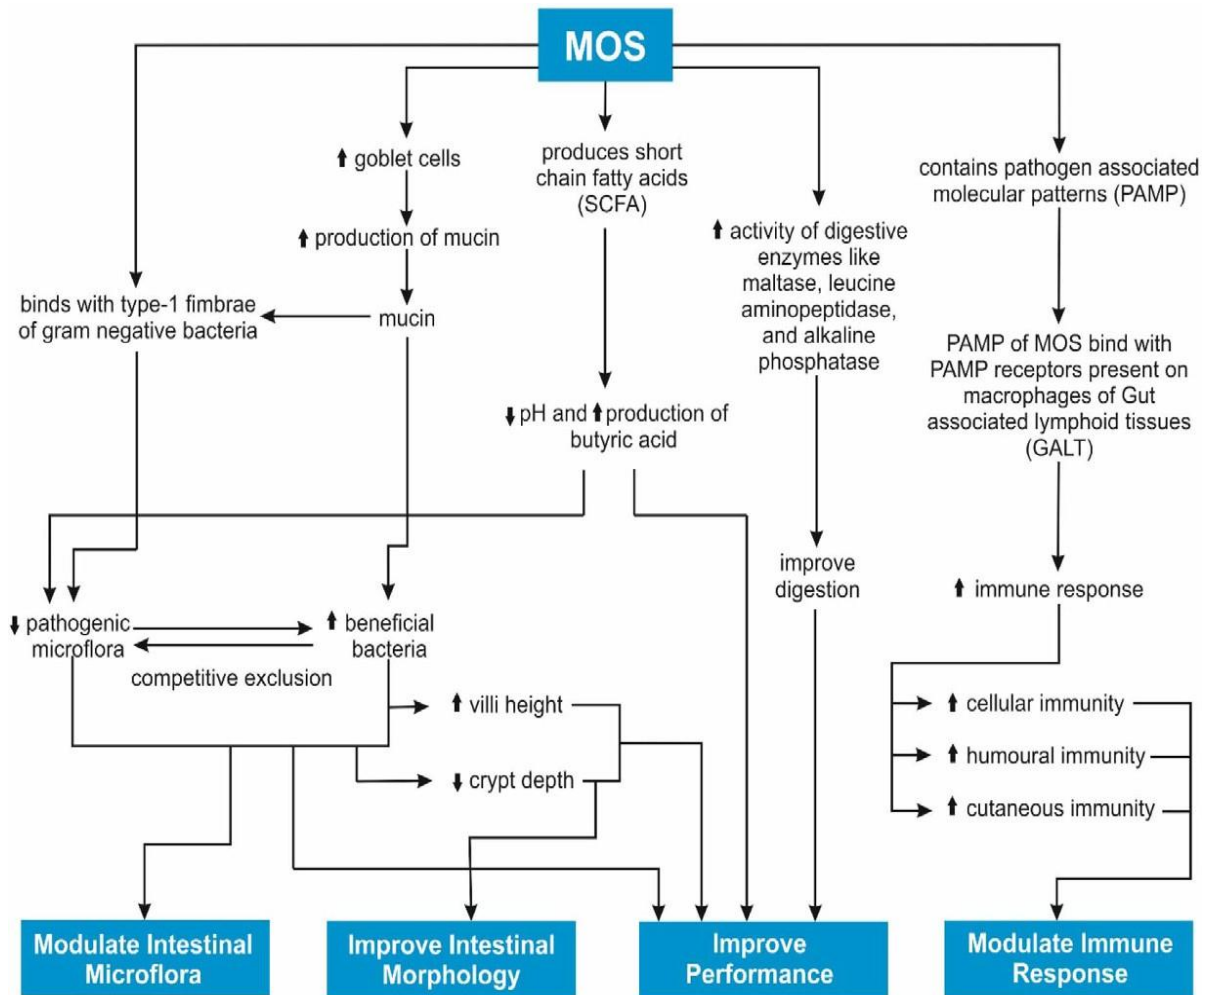 MOS
↑ goblet cells
↑ production of mucin
mucin
binds with type-1 fimbrae
of gram negative bacteria
produces short
chain fatty acids
(SCFA)
↓ pH and ↑ production of
butyric acid
↑ activity of digestive
enzymes like
maltase, leucine
aminopeptidase,
and alkaline
phosphatase
improve
digestion
contains pathogen associated
molecular patterns (PAMP)
PAMP of MOS bind with
PAMP receptors present on
macrophages of Gut
associated lymphoid tissues
(GALT)
↑ immune response
↓ pathogenic
microflora
↑ beneficial
bacteria
competitive exclusion
↑ villi height
↓ crypt depth
↑ cellular immunity
↑ humoural immunity
↑ cutaneous immunity
Modulate Intestinal
Microflora
Improve Intestinal
Morphology
Improve
Performance
Modulate Immune
Response